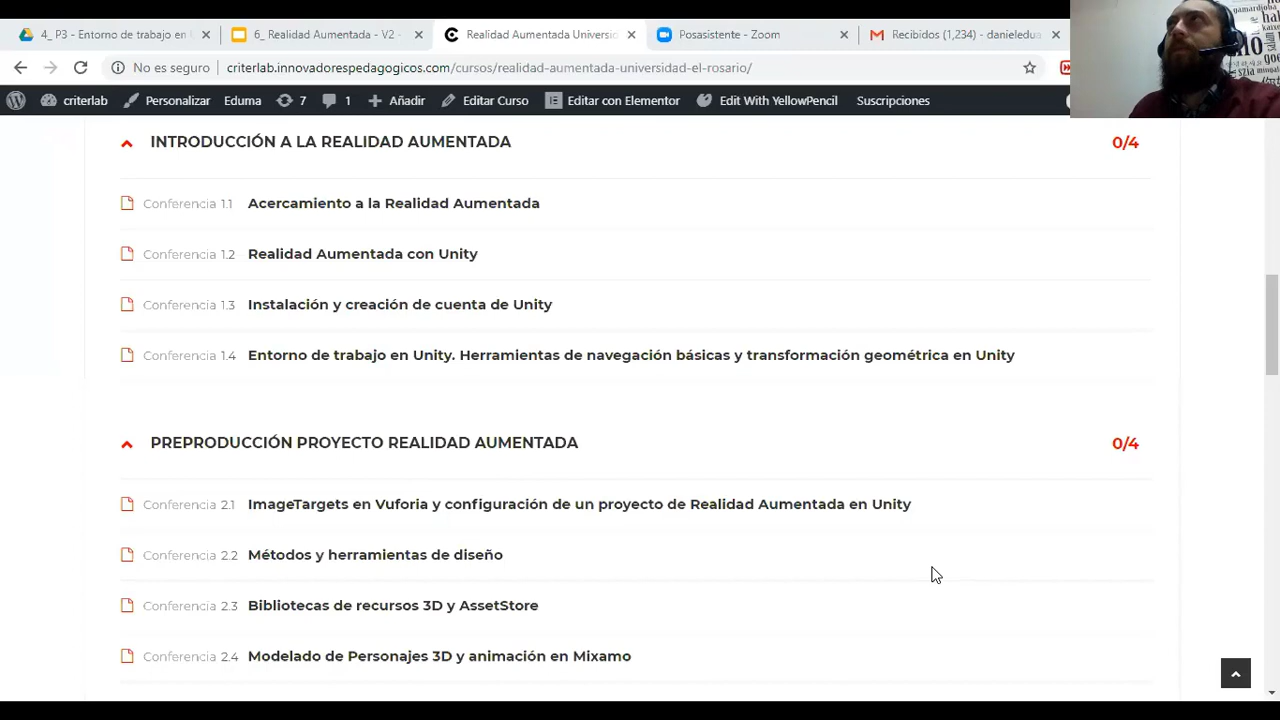 4_ P3 - Entorno de trabajo en
6_ Realidad Aumentada - V2 -
Realidad Aumentada Universid
Posasistente - Zoom
Recibidos (1,234) - danieledua
No es seguro
criterlab.innovadorespedagogicos.com/cursos/realidad-aumentada-universidad-el-rosario/
criterlab
Personalizar
Eduma
7
1
Añadir
Editar Curso
Editar con Elementor
Edit With YellowPencil
Suscripciones
gamardjoba
INTRODUCCIÓN A LA REALIDAD AUMENTADA
0/4
Conferencia 1.1 Acercamiento a la Realidad Aumentada
Conferencia 1.2 Realidad Aumentada con Unity
Conferencia 1.3 Instalación y creación de cuenta de Unity
Conferencia 1.4 Entorno de trabajo en Unity. Herramientas de navegación básicas y transformación geométrica en Unity
PREPRODUCCIÓN PROYECTO REALIDAD AUMENTADA
0/4
Conferencia 2.1 ImageTargets en Vuforia y configuración de un proyecto de Realidad Aumentada en Unity
Conferencia 2.2 Métodos y herramientas de diseño
Conferencia 2.3 Bibliotecas de recursos 3D y AssetStore
Conferencia 2.4 Modelado de Personajes 3D y animación en Mixamo